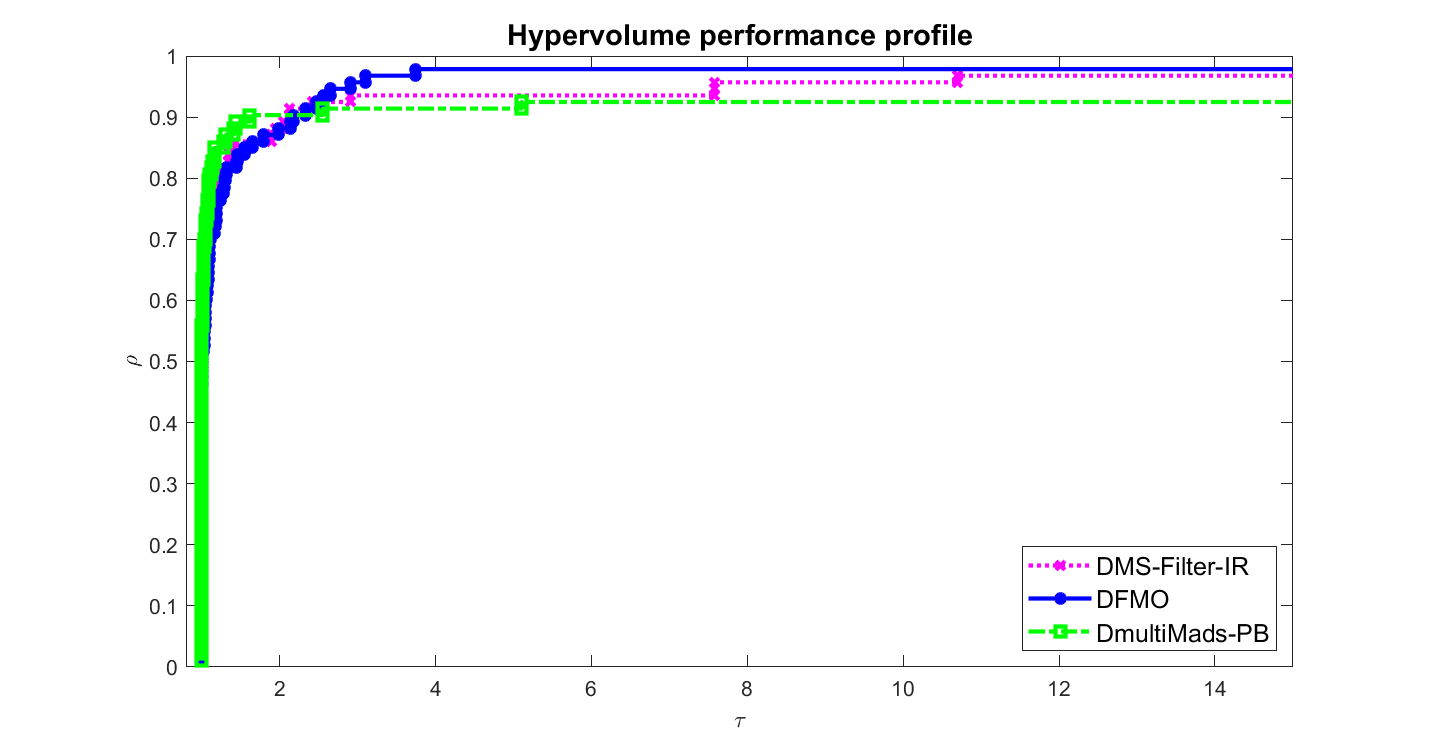 Hypervolume performance profile
1
0.9
0.8
0.7
0.6
0.5
0.4
0.3
0.2
0.1
0
ρ
2 4 6 8 10 12 14
τ
DMS-Filter-IR
DFMO
DmultiMads-PB